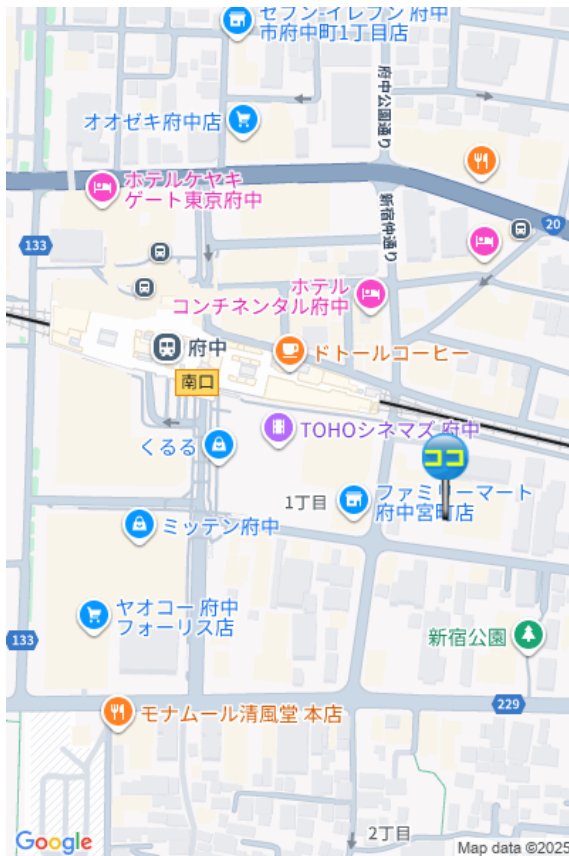 セブン-イレブン 府中
市府中町1丁目店
オオゼキ府中店
府中公園通り
ホテルケヤキ
ゲート東京府中
新宿仲通り
20
133
ホテル
コンチネンタル府中
府中
ドトールコーヒー
南口
TOHOシネマズ 府中
くるる
ココ
1丁目
ファミリーマート
府中宮町店
ミッテン府中
ヤオコー 府中
フォーリス店
新宿公園
133
229
モナムール清風堂 本店
2丁目
Google
Map data ©2025